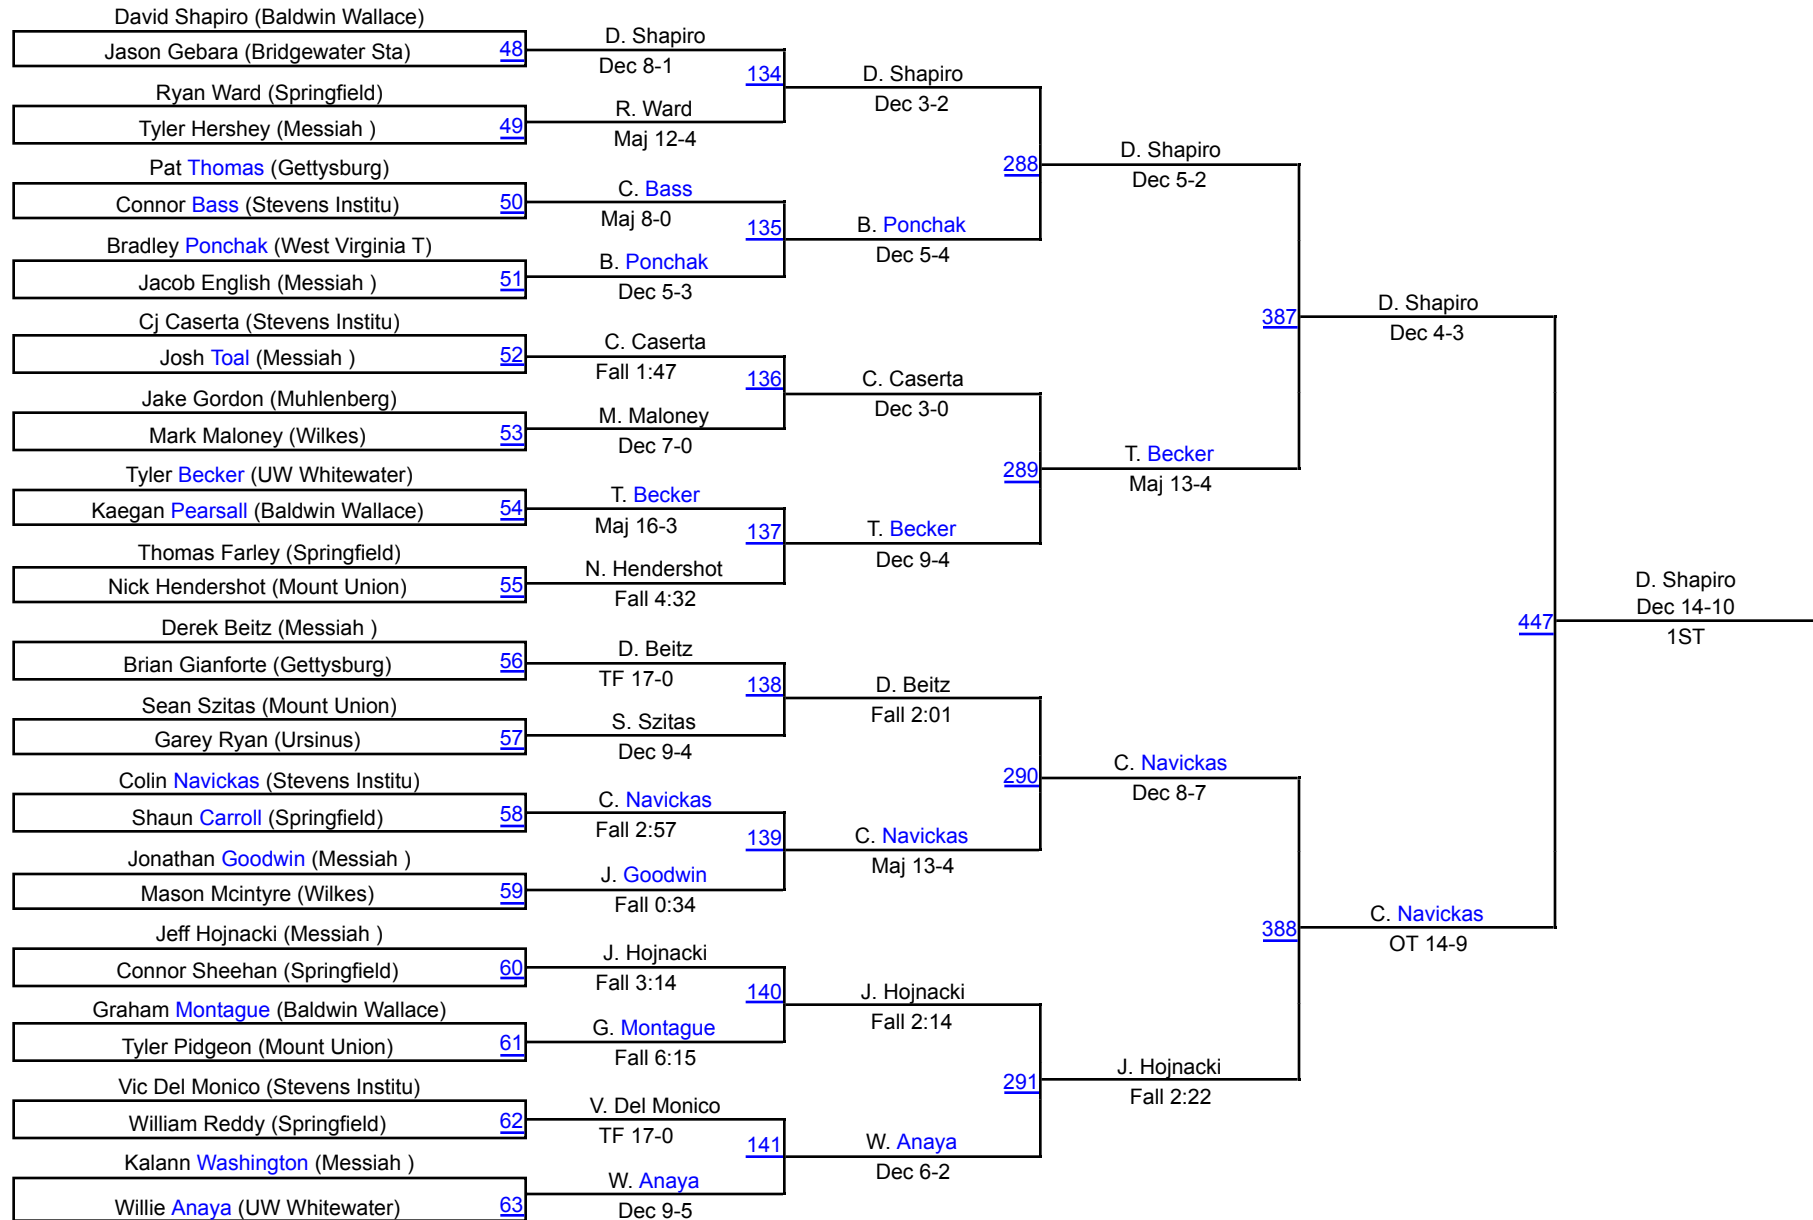 David Shapiro (Baldwin Wallace)
Jason Gebara (Bridgewater Sta) 48
Ryan Ward (Springfield)
Tyler Hershey (Messiah ) 49
Pat Thomas (Gettysburg)
Connor Bass (Stevens Institu) 50
Bradley Ponchak (West Virginia T)
Jacob English (Messiah ) 51
Cj Caserta (Stevens Institu)
Josh Toal (Messiah ) 52
Jake Gordon (Muhlenberg)
Mark Maloney (Wilkes) 53
Tyler Becker (UW Whitewater)
Kaegan Pearsall (Baldwin Wallace) 54
Thomas Farley (Springfield)
Nick Hendershot (Mount Union) 55
Derek Beitz (Messiah )
Brian Gianforte (Gettysburg) 56
Sean Szitas (Mount Union)
Garey Ryan (Ursinus) 57
Colin Navickas (Stevens Institu)
Shaun Carroll (Springfield) 58
Jonathan Goodwin (Messiah )
Mason Mcintyre (Wilkes) 59
Jeff Hojnacki (Messiah )
Connor Sheehan (Springfield) 60
Graham Montague (Baldwin Wallace)
Tyler Pidgeon (Mount Union) 61
Vic Del Monico (Stevens Institu)
William Reddy (Springfield) 62
Kalann Washington (Messiah )
Willie Anaya (UW Whitewater) 63
D. Shapiro
Dec 8-1
134
R. Ward
Maj 12-4
C. Bass
Maj 8-0
135
B. Ponchak
Dec 5-3
C. Caserta
Fall 1:47
136
M. Maloney
Dec 7-0
T. Becker
Maj 16-3
137
N. Hendershot
Fall 4:32
D. Beitz
TF 17-0
138
S. Szitas
Dec 9-4
C. Navickas
Fall 2:57
139
J. Goodwin
Fall 0:34
J. Hojnacki
Fall 3:14
140
G. Montague
Fall 6:15
V. Del Monico
TF 17-0
141
W. Anaya
Dec 9-5
D. Shapiro
Dec 3-2
288
B. Ponchak
Dec 5-4
C. Caserta
Dec 3-0
289
T. Becker
Dec 9-4
D. Beitz
Fall 2:01
290
C. Navickas
Maj 13-4
J. Hojnacki
Fall 2:14
291
W. Anaya
Dec 6-2
D. Shapiro
Dec 5-2
387
T. Becker
Maj 13-4
C. Navickas
Dec 8-7
388
J. Hojnacki
Fall 2:22
D. Shapiro
Dec 4-3
447
C. Navickas
OT 14-9
D. Shapiro
Dec 14-10
1ST